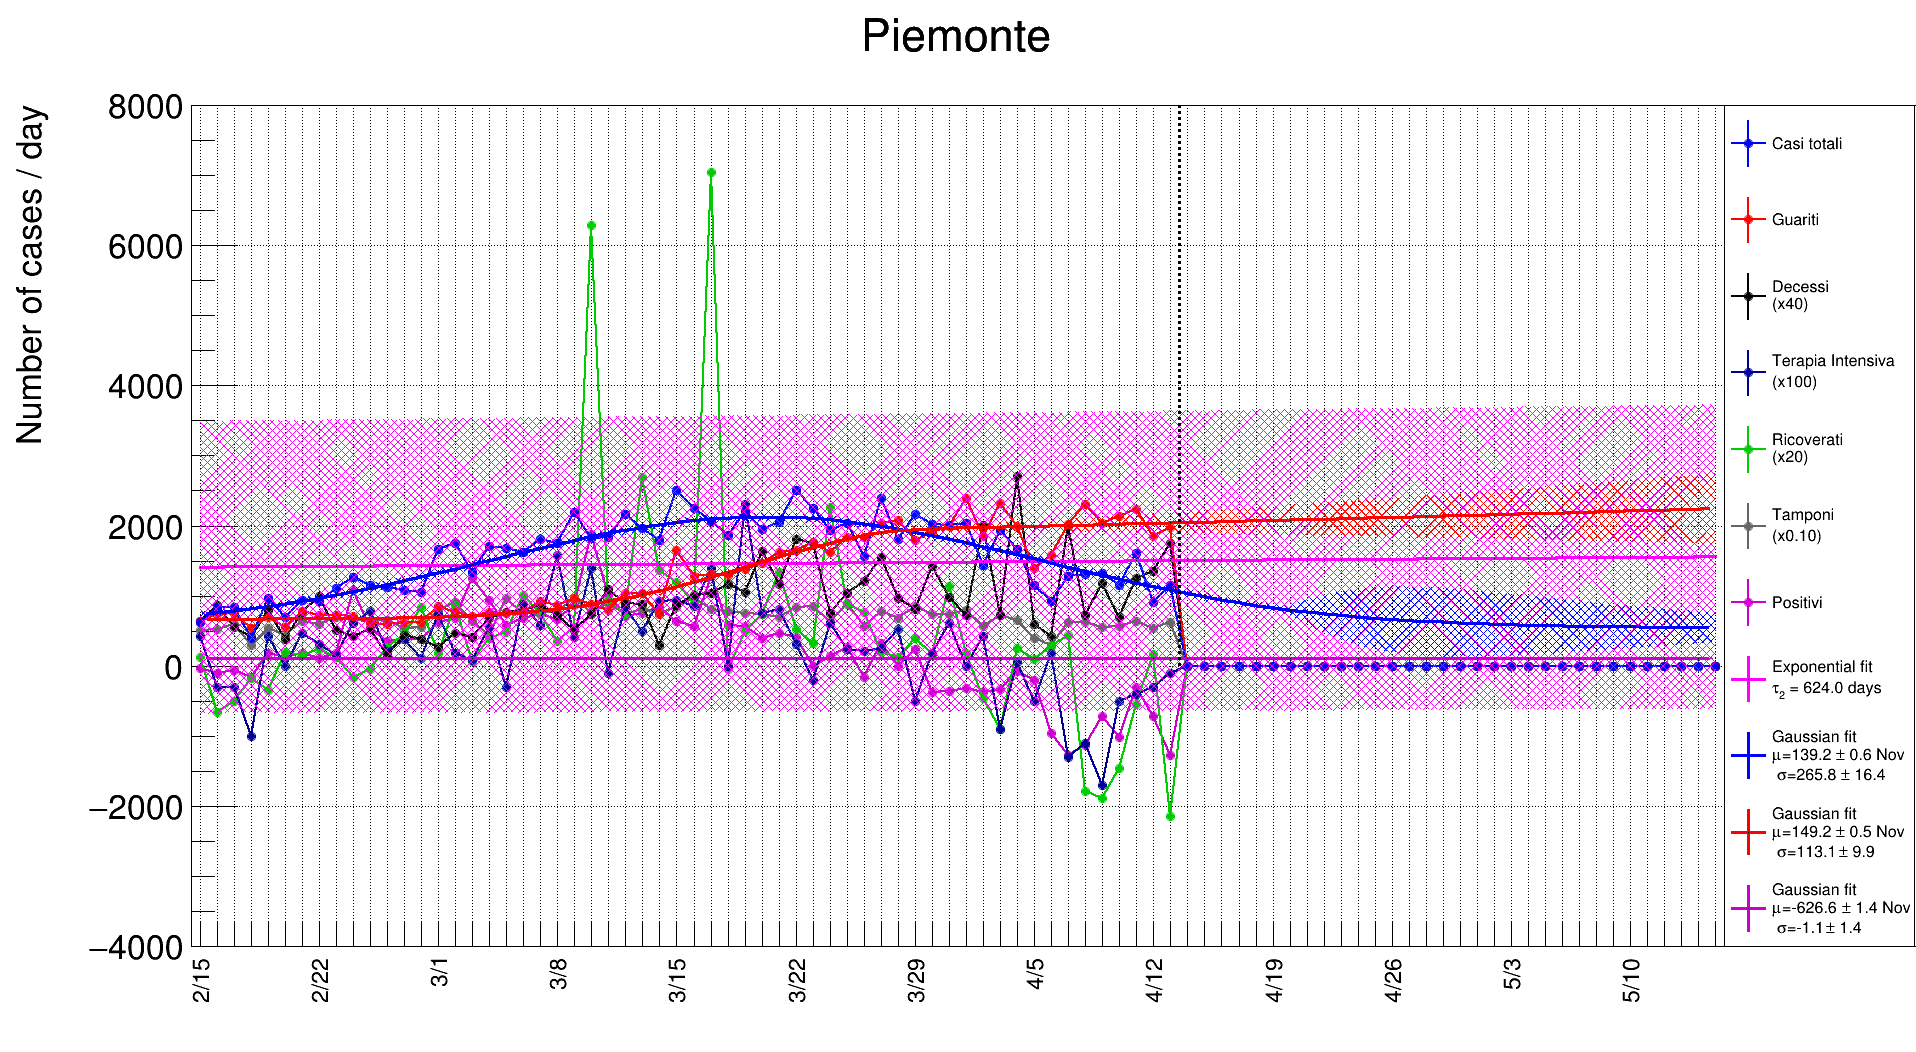 Piemonte
Number of cases / day
8000
6000
4000
2000
0
−2000
−4000
2/15
2/22
3/1
3/8
3/15
3/22
3/29
4/5
4/12
4/19
4/26
5/3
5/10
Casi totali
Guariti
Decessi
(x40)
Terapia Intensiva
(x100)
Ricoverati
(x20)
Tamponi
(x0.10)
Positivi
Exponential fit
τ2 = 624.0 days
Gaussian fit
μ=139.2 ± 0.6 Nov
σ=265.8 ± 16.4
Gaussian fit
μ=149.2 ± 0.5 Nov
σ=113.1 ± 9.9
Gaussian fit
μ=-626.6 ± 1.4 Nov
σ=-1.1 ± 1.4